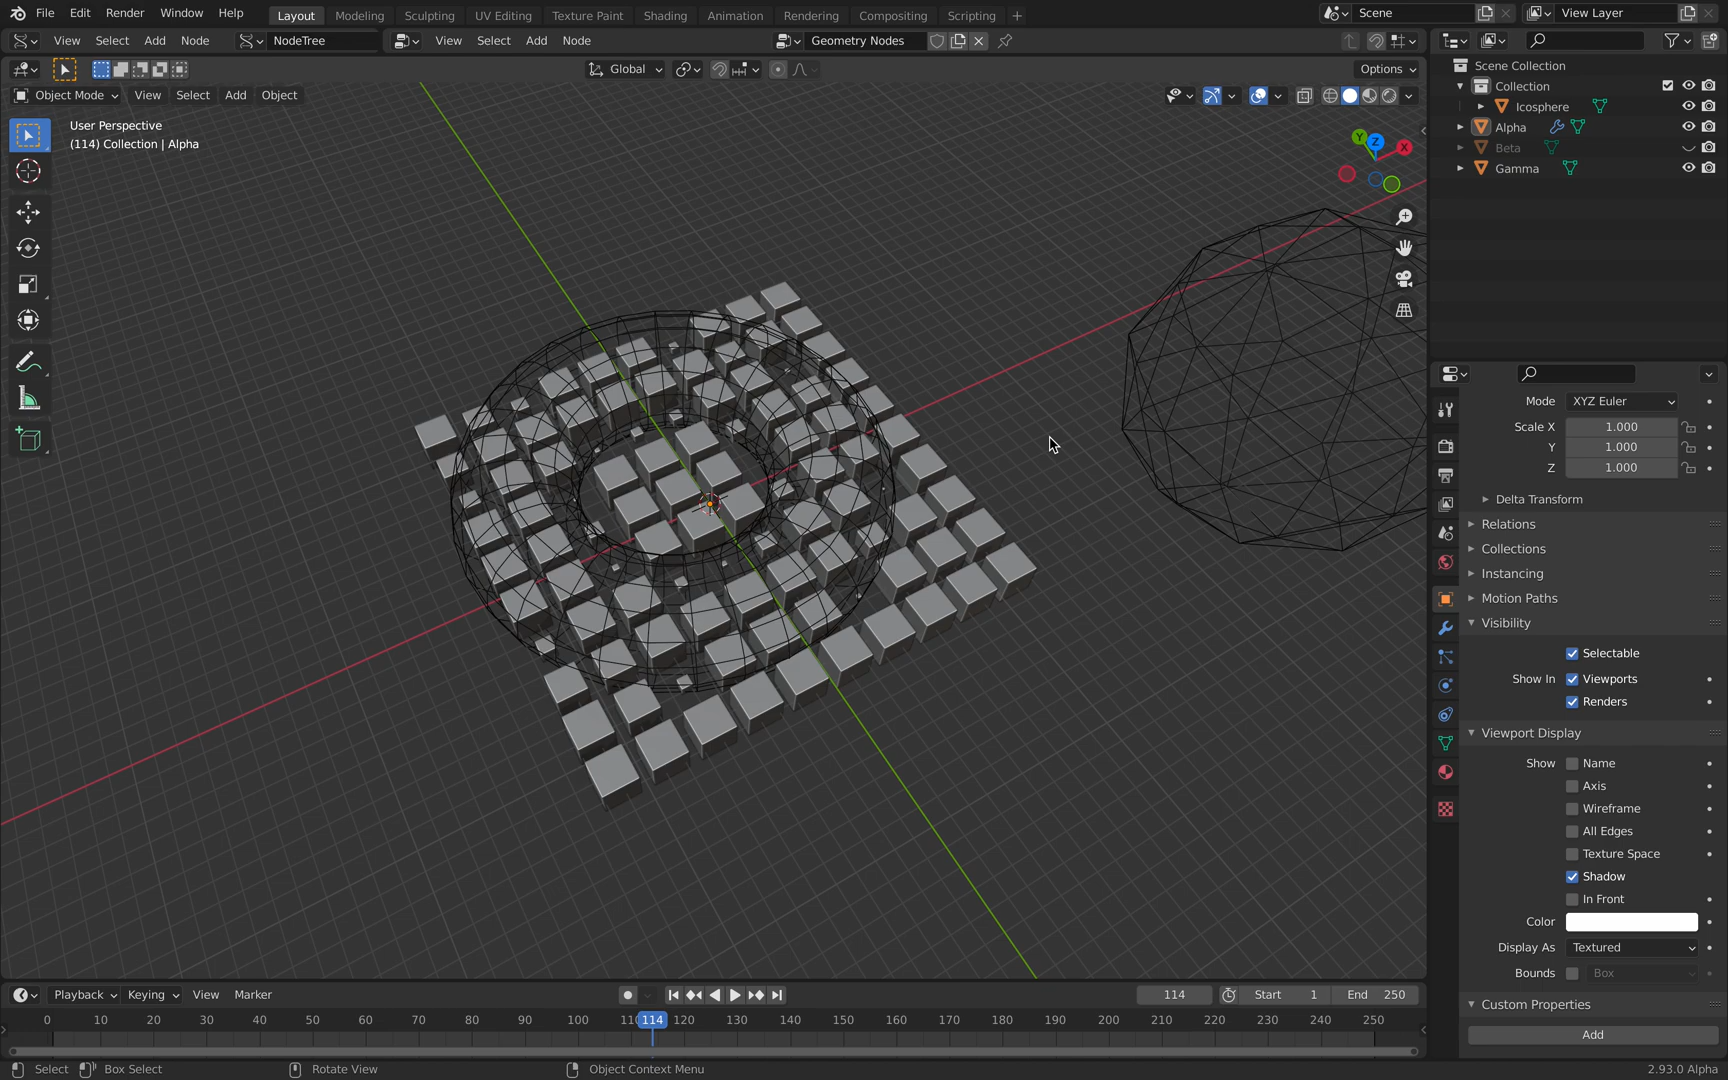 File Edit Render Window Help Layout Modeling Sculpting UV Editing Texture Paint Shading Animation Rendering Compositing Scripting + Scene View Layer
View Select Add Node NodeTree View Select Add Node Geometry Nodes
Global Options
Object Mode View Select Add Object
User Perspective
(114) Collection | Alpha
Y Z X
Scene Collection
Collection
Icosphere
Alpha
Beta
Gamma
Mode XYZ Euler
Scale X 1.000
Y 1.000
Z 1.000
Delta Transform
Relations
Collections
Instancing
Motion Paths
Visibility
Selectable
Show In Viewports
Renders
Viewport Display
Show Name
Axis
Wireframe
All Edges
Texture Space
Shadow
In Front
Color
Display As Textured
Bounds Box
Custom Properties
Add
Playback Keying View Marker 114 Start 1 End 250
0 10 20 30 40 50 60 70 80 90 100 114 120 130 140 150 160 170 180 190 200 210 220 230 240 250
Select Box Select Rotate View Object Context Menu 2.93.0 Alpha